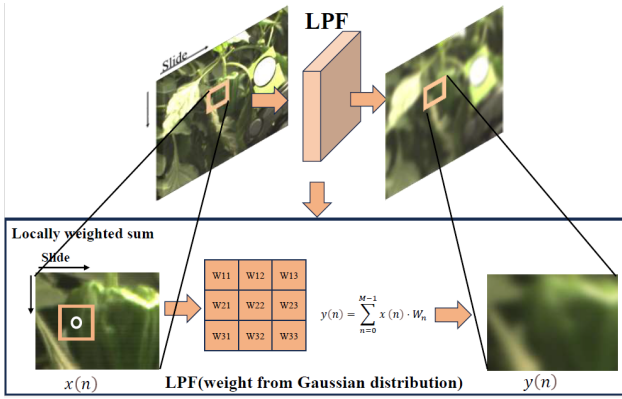 LPF
Slide
Locally weighted sum
Slide
W11 W12 W13
W21 W22 W23
W31 W32 W33
y(n) = \sum_{n=0}^{M-1} x(n) · W_n
x(n)
LPF(weight from Gaussian distribution)
y(n)